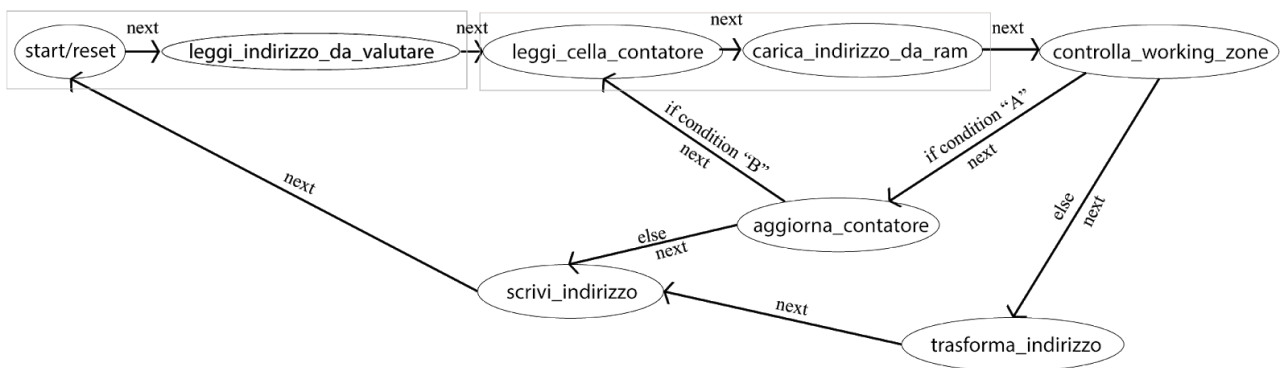 next
next
next
next
start/reset
leggi_indirizzo_da_valutare
leggi_cella_contatore
carica_indirizzo_da_ram
controlla_working_zone
if condition "B"
next
if condition "A"
next
else
next
next
aggiorna_contatore
else
next
scrivi_indirizzo
next
trasforma_indirizzo